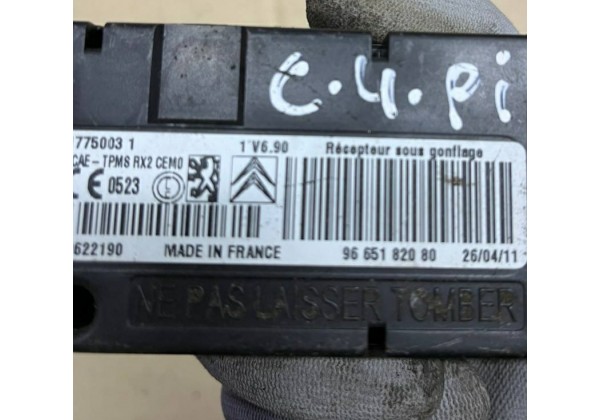 c.4.pi
775003 1 1 V6.90 Récepteur sous gonflage
CAE-TPMS RX2 CEM0
CE 0523
622190 MADE IN FRANCE 96 651 820 80 26/04/11
NE PAS LAISSER TOMBER